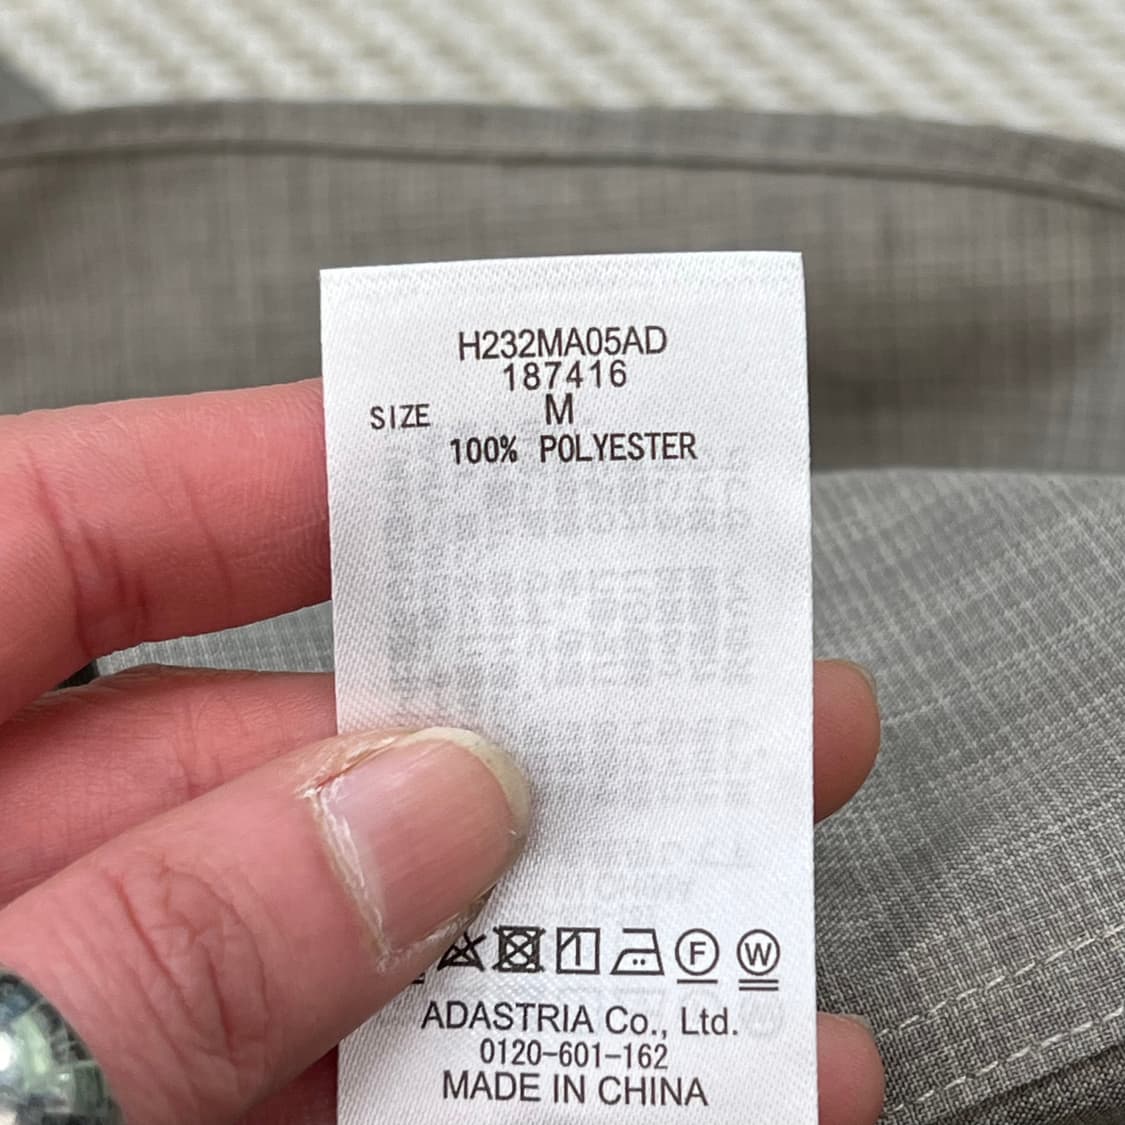 H232MA05AD
187416
SIZE M
100% POLYESTER
F W
ADASTRIA Co., Ltd.
0120-601-162
MADE IN CHINA